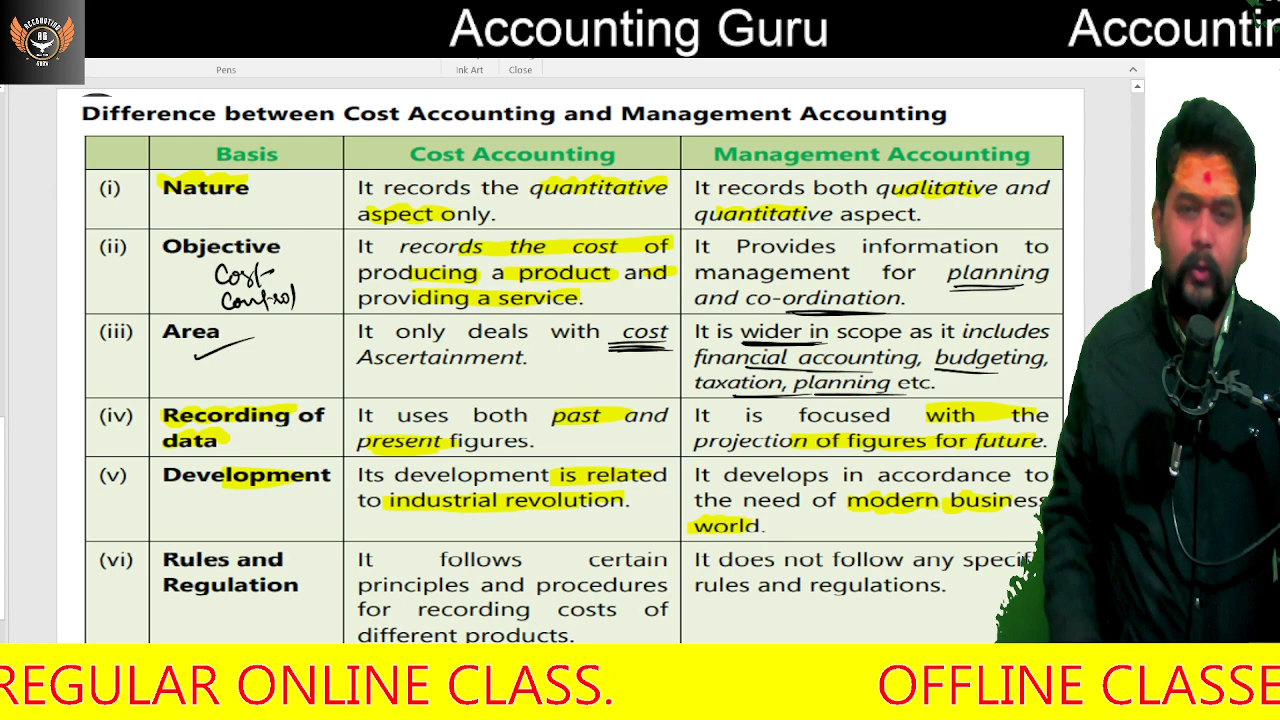 Accounting Guru
Accountin
ACCOUNTING
AG
GURU
Pens
Ink Art
Close
Difference between Cost Accounting and Management Accounting
Basis
Cost Accounting
Management Accounting
(i)
Nature
It records the quantitative
aspect only.
It records both qualitative and
quantitative aspect.
(ii)
Objective
Cost
Control
It records the cost of
producing a product and
providing a service.
It Provides information to
management for planning
and co-ordination.
(iii)
Area
It only deals with cost
Ascertainment.
It is wider in scope as it includes
financial accounting, budgeting,
taxation, planning etc.
(iv)
Recording of
data
It uses both past and
present figures.
It is focused with the
projection of figures for future.
(v)
Development
Its development is related
to industrial revolution.
It develops in accordance to
the need of modern business
world.
(vi)
Rules and
Regulation
It follows certain
principles and procedures
for recording costs of
different products.
It does not follow any specifi
rules and regulations.
REGULAR ONLINE CLASS.
OFFLINE CLASSE